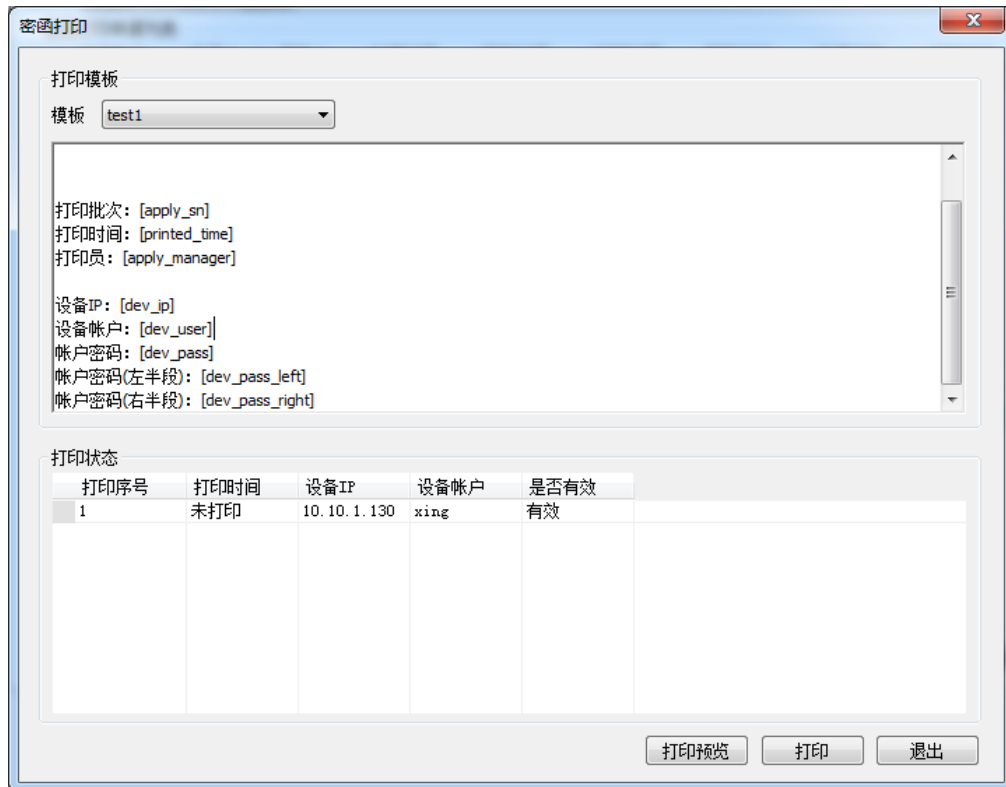 密函打印
打印模板
模板 test1
打印批次：[apply_sn]
打印时间：[printed_time]
打印员：[apply_manager]
设备IP：[dev_ip]
设备帐户：[dev_user]
帐户密码：[dev_pass]
帐户密码(左半段)：[dev_pass_left]
帐户密码(右半段)：[dev_pass_right]
打印状态
打印序号 打印时间 设备IP 设备帐户 是否有效
1 未打印 10.10.1.130 xing 有效
打印预览 打印 退出